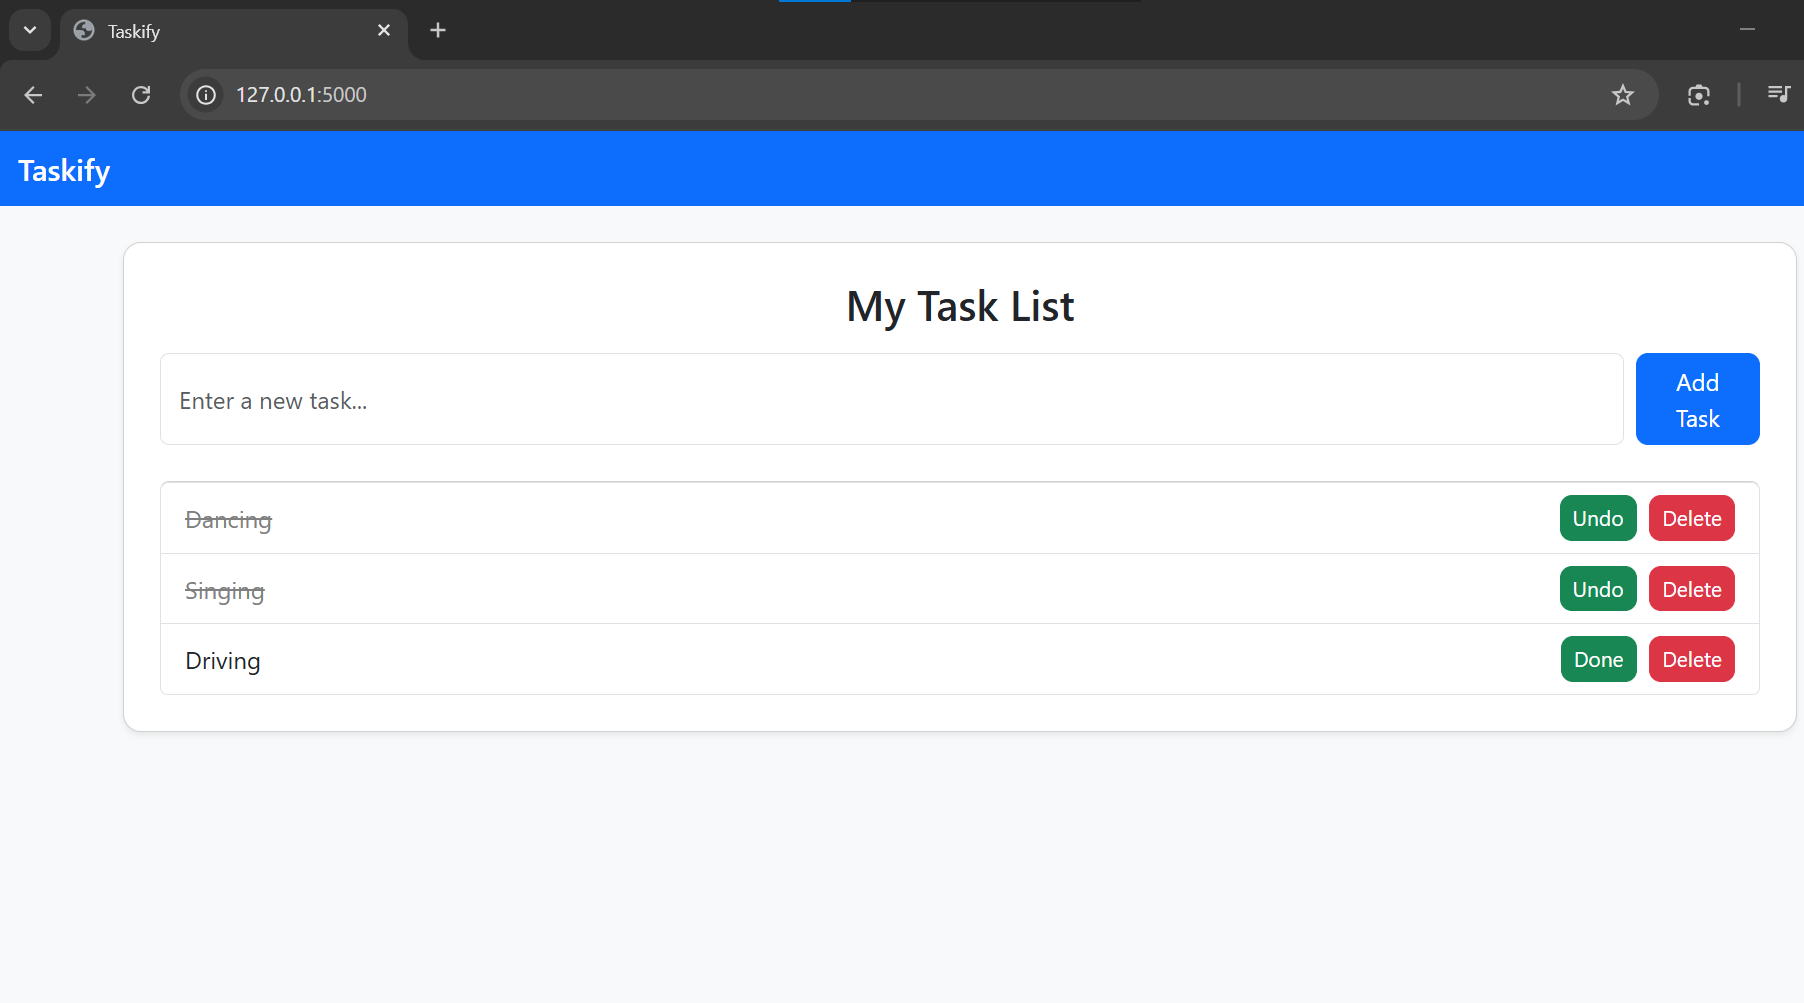 Taskify
127.0.0.1:5000
Taskify
My Task List
Enter a new task...
Add
Task
Dancing Undo Delete
Singing Undo Delete
Driving Done Delete